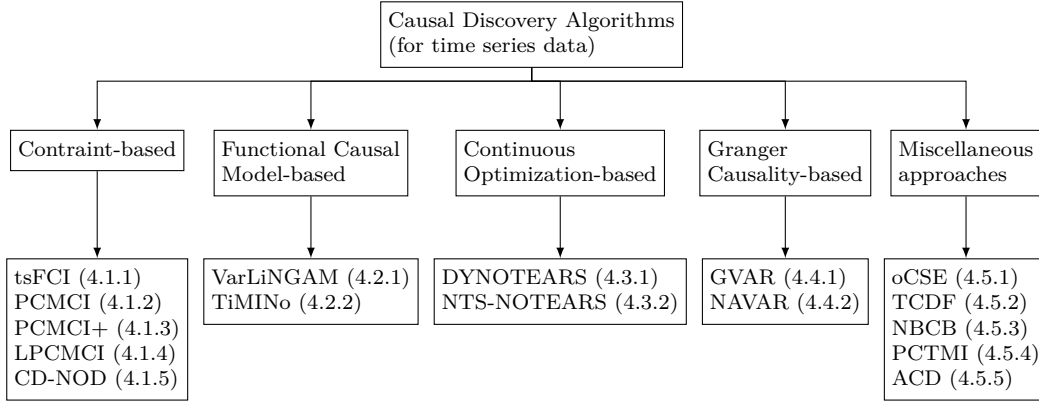 Causal Discovery Algorithms
(for time series data)
Contraint-based
Functional Causal
Model-based
Continuous
Optimization-based
Granger
Causality-based
Miscellaneous
approaches
tsFCI (4.1.1)
PCMCI (4.1.2)
PCMCI+ (4.1.3)
LPCMCI (4.1.4)
CD-NOD (4.1.5)
VarLiNGAM (4.2.1)
TiMINo (4.2.2)
DYNOTEARS (4.3.1)
NTS-NOTEARS (4.3.2)
GVAR (4.4.1)
NAVAR (4.4.2)
oCSE (4.5.1)
TCDF (4.5.2)
NBCB (4.5.3)
PCTMI (4.5.4)
ACD (4.5.5)